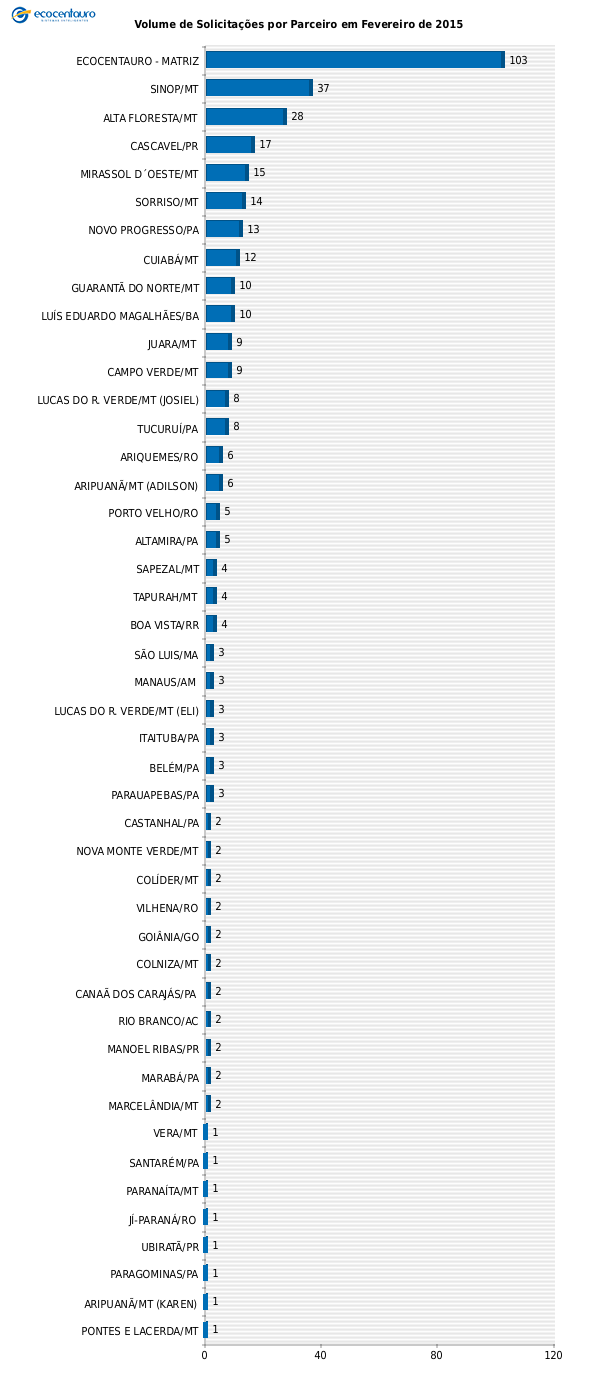 ecocentauro
Volume de Solicitações por Parceiro em Fevereiro de 2015
ECOCENTAURO - MATRIZ 103
SINOP/MT 37
ALTA FLORESTA/MT 28
CASCAVEL/PR 17
MIRASSOL D´OESTE/MT 15
SORRISO/MT 14
NOVO PROGRESSO/PA 13
CUIABÁ/MT 12
GUARANTÃ DO NORTE/MT 10
LUÍS EDUARDO MAGALHÃES/BA 10
JUARA/MT 9
CAMPO VERDE/MT 9
LUCAS DO R. VERDE/MT (JOSIEL) 8
TUCURUÍ/PA 8
ARIQUEMES/RO 6
ARIPUANÃ/MT (ADILSON) 6
PORTO VELHO/RO 5
ALTAMIRA/PA 5
SAPEZAL/MT 4
TAPURAH/MT 4
BOA VISTA/RR 4
SÃO LUIS/MA 3
MANAUS/AM 3
LUCAS DO R. VERDE/MT (ELI) 3
ITAITUBA/PA 3
BELÉM/PA 3
PARAUAPEBAS/PA 3
CASTANHAL/PA 2
NOVA MONTE VERDE/MT 2
COLÍDER/MT 2
VILHENA/RO 2
GOIÂNIA/GO 2
COLNIZA/MT 2
CANAÃ DOS CARAJÁS/PA 2
RIO BRANCO/AC 2
MANOEL RIBAS/PR 2
MARABÁ/PA 2
MARCELÂNDIA/MT 2
VERA/MT 1
SANTARÉM/PA 1
PARANAÍTA/MT 1
JÍ-PARANÁ/RO 1
UBIRATÃ/PR 1
PARAGOMINAS/PA 1
ARIPUANÃ/MT (KAREN) 1
PONTES E LACERDA/MT 1
0 40 80 120